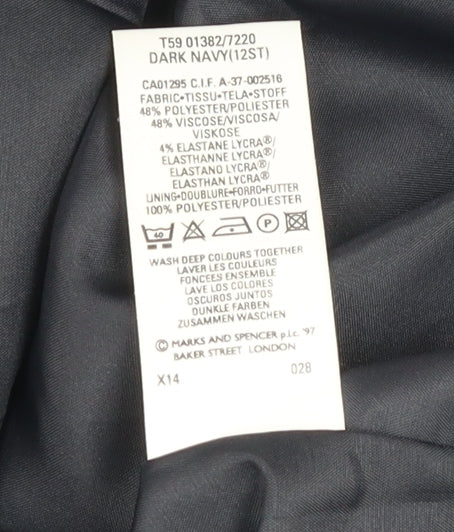 T59 01382/7220
DARK NAVY(12ST)
CA01295 C.I.F. A-37-002516
FABRIC•TISSU•TELA•STOFF
48% POLYESTER/POLIESTER
48% VISCOSE/VISCOSA/
VISKOSE
4% ELASTANE LYCRA®/
ELASTHANNE LYCRA®/
ELASTANO LYCRA®/
ELASTHAN LYCRA®/
LINING•DOUBLURE•FORRO•FUTTER
100% POLYESTER/POLIESTER
40 P
WASH DEEP COLOURS TOGETHER
LAVER LES COULEURS
FONCEES ENSEMBLE
LAVE LOS COLORES
OSCUROS JUNTOS
DUNKLE FARBEN
ZUSAMMEN WASCHEN
© MARKS AND SPENCER p.l.c. '97
BAKER STREET LONDON
X14 028